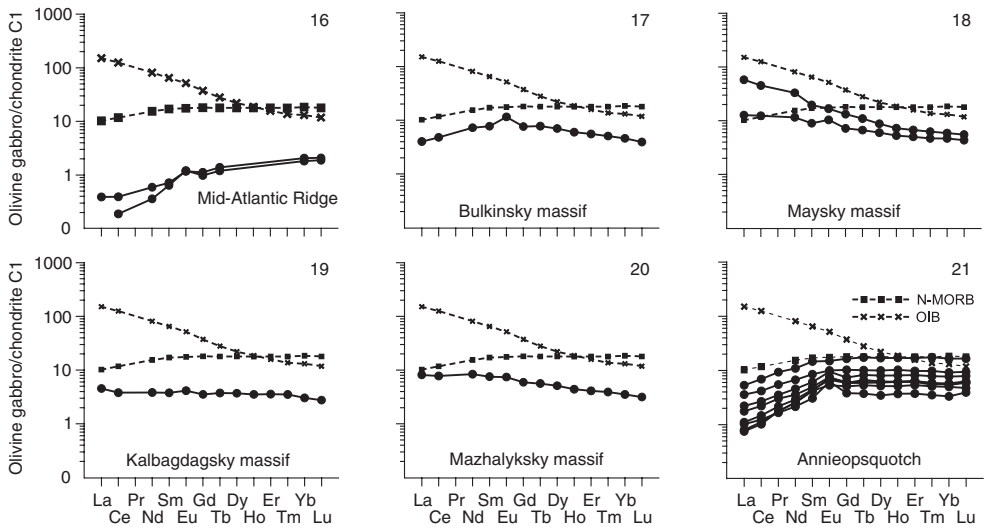 Olivine gabbro/chondrite C1
1000
100
10
1
0
16
Mid-Atlantic Ridge
17
Bulkinsky massif
18
Maysky massif
Olivine gabbro/chondrite C1
1000
100
10
1
0
19
Kalbagdagsky massif
20
Mazhalyksky massif
21
N-MORB
OIB
Annieopsquotch
La Pr Sm Gd Dy Er Yb
Ce Nd Eu Tb Ho Tm Lu
La Pr Sm Gd Dy Er Yb
Ce Nd Eu Tb Ho Tm Lu
La Pr Sm Gd Dy Er Yb
Ce Nd Eu Tb Ho Tm Lu